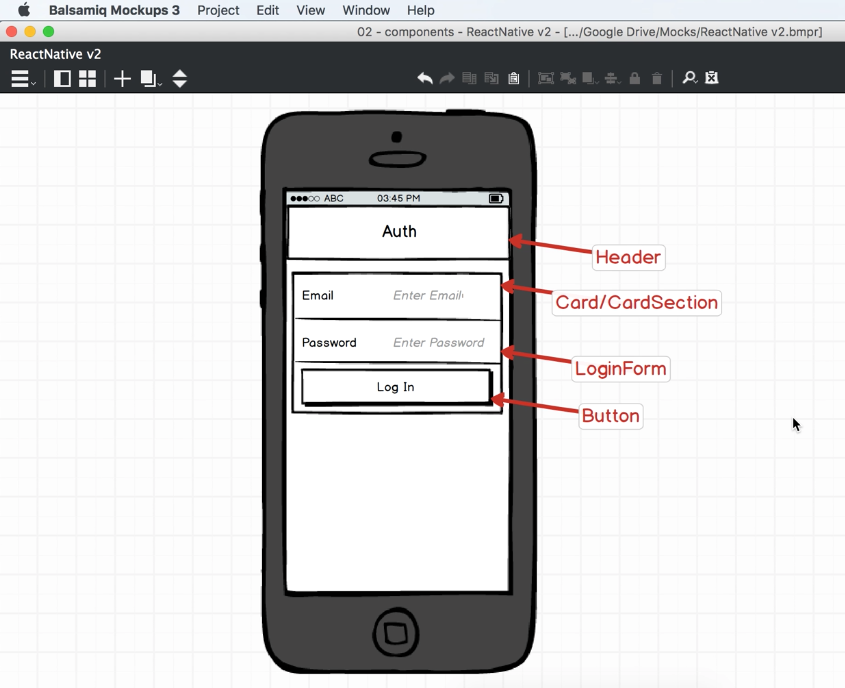 Balsamiq Mockups 3 Project Edit View Window Help
02 - components - ReactNative v2 - [.../Google Drive/Mocks/ReactNative v2.bmpr]
ReactNative v2
ABC 03:45 PM
Auth
Header
Email Enter Email
Card/CardSection
Password Enter Password
LoginForm
Log In
Button